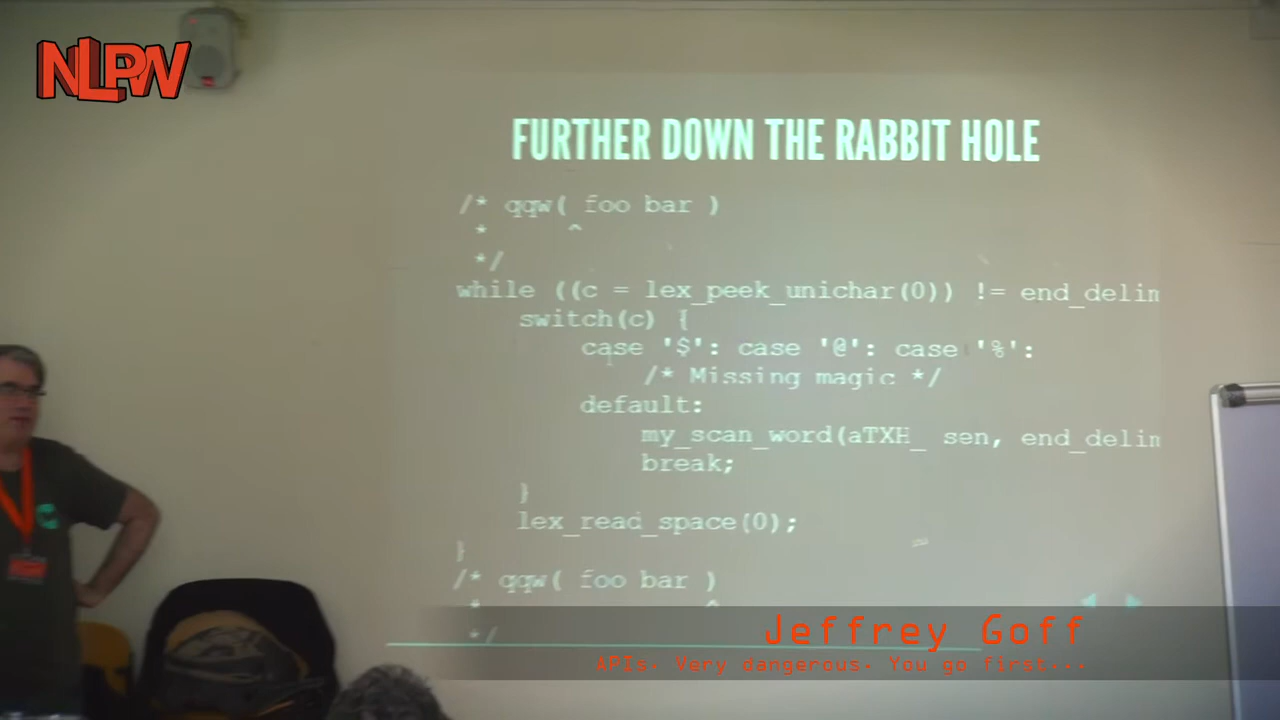 NLPW
FURTHER DOWN THE RABBIT HOLE
/* qqw( foo bar )
* ^
*/
while ((c = lex_peek_unichar(0)) != end_delim
switch(c) {
case '$': case '@': case '%':
/* Missing magic */
default:
my_scan_word(aTXH_ sen, end_delim
break;
}
lex_read_space(0);
}
/* qqw( foo bar )
* ^
*/
Jeffrey Goff
APIs. Very dangerous. You go first...